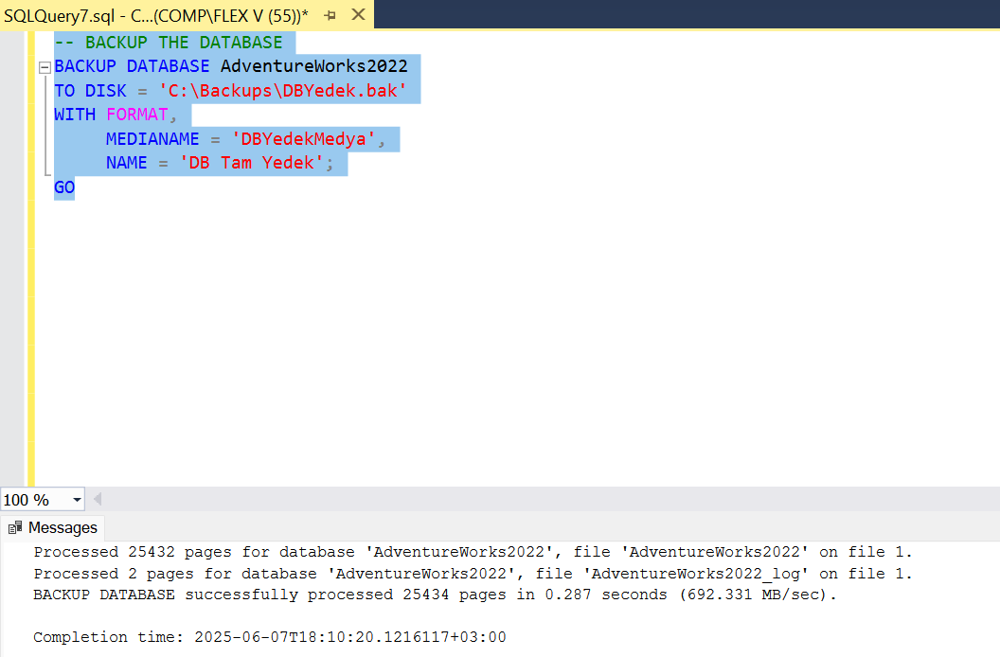 SQLQuery7.sql - C...(COMP\FLEX V (55))*
-- BACKUP THE DATABASE
BACKUP DATABASE AdventureWorks2022
TO DISK = 'C:\Backups\DBYedek.bak'
WITH FORMAT,
     MEDIANAME = 'DBYedekMedya',
     NAME = 'DB Tam Yedek';
GO
100 %
Messages
Processed 25432 pages for database 'AdventureWorks2022', file 'AdventureWorks2022' on file 1.
Processed 2 pages for database 'AdventureWorks2022', file 'AdventureWorks2022_log' on file 1.
BACKUP DATABASE successfully processed 25434 pages in 0.287 seconds (692.331 MB/sec).
Completion time: 2025-06-07T18:10:20.1216117+03:00